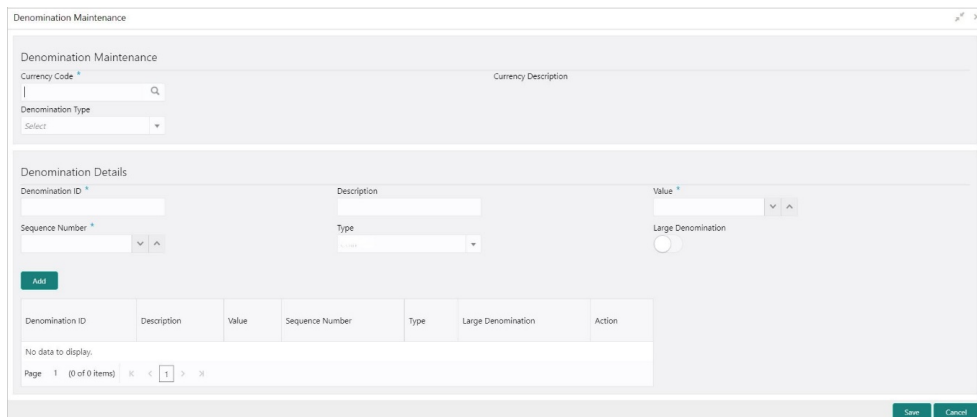 Denomination Maintenance
Denomination Maintenance
Currency Code *
Currency Description
Denomination Type
Select
Denomination Details
Denomination ID *
Description
Value *
Sequence Number *
Type
Large Denomination
Add
Denomination ID Description Value Sequence Number Type Large Denomination Action
No data to display.
Page 1 (0 of 0 items) 1
Save Cancel